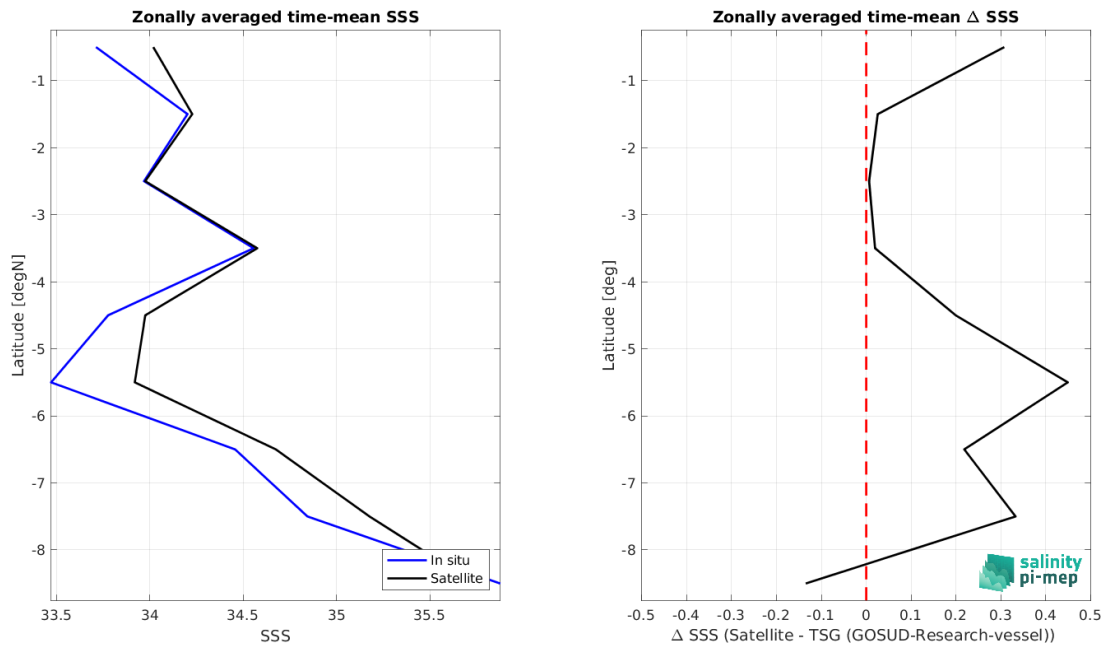 Zonally averaged time-mean SSS
Latitude [degN]
-1
-2
-3
-4
-5
-6
-7
-8
33.5 34 34.5 35 35.5
SSS
In situ
Satellite
Zonally averaged time-mean Δ SSS
Latitude [deg]
-1
-2
-3
-4
-5
-6
-7
-8
-0.5 -0.4 -0.3 -0.2 -0.1 0 0.1 0.2 0.3 0.4 0.5
Δ SSS (Satellite - TSG (GOSUD-Research-vessel))
salinity
pi-mep